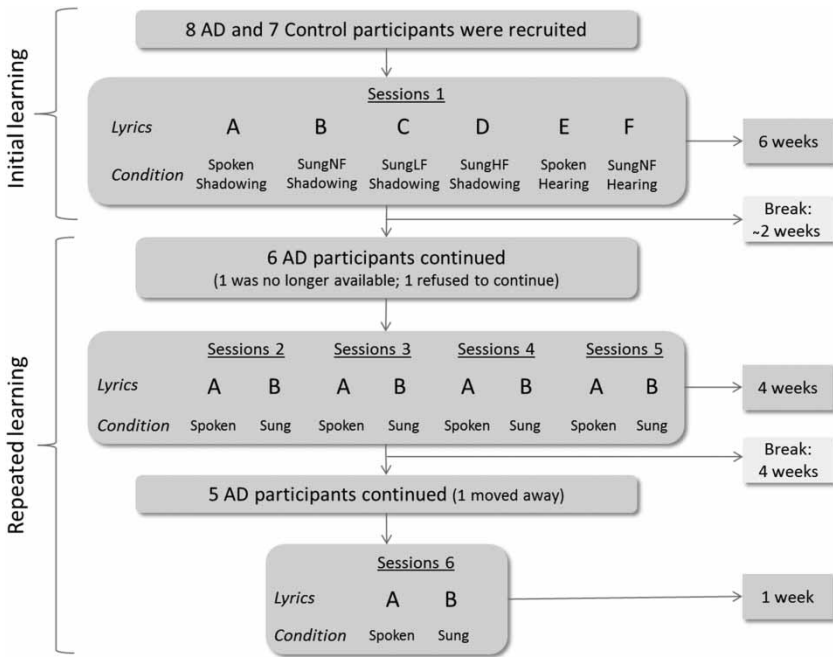 Initial learning
8 AD and 7 Control participants were recruited
Sessions 1
Lyrics A B C D E F
Condition Spoken Shadowing SungNF Shadowing SungLF Shadowing SungHF Shadowing Spoken Hearing SungNF Hearing
6 weeks
Break:
~2 weeks
Repeated learning
6 AD participants continued
(1 was no longer available; 1 refused to continue)
Sessions 2 Sessions 3 Sessions 4 Sessions 5
Lyrics A B A B A B A B
Condition Spoken Sung Spoken Sung Spoken Sung Spoken Sung
4 weeks
Break:
4 weeks
5 AD participants continued (1 moved away)
Sessions 6
Lyrics A B
Condition Spoken Sung
1 week